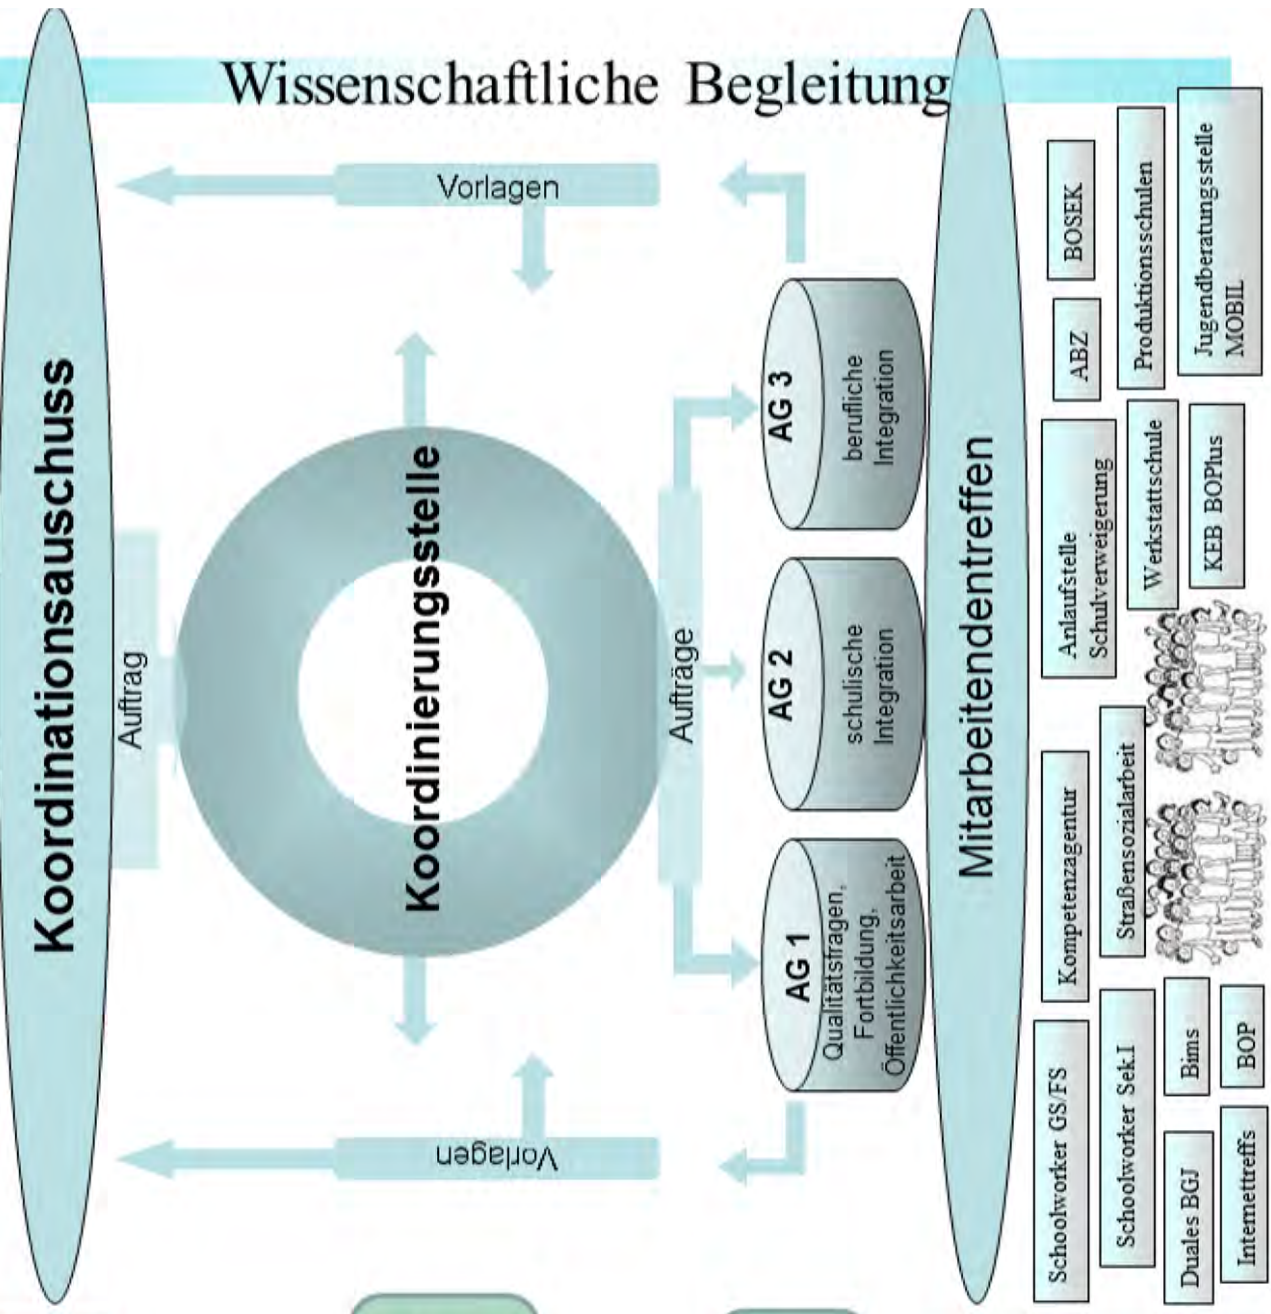 Wissenschaftliche Begleitung
Koordinationsauschuss
Auftrag
Vorlagen
Vorlagen
Koordinierungsstelle
Aufträge
AG 1
Qualitätsfragen,
Fortbildung,
Öffentlichkeitsarbeit
AG 2
schulische
Integration
AG 3
berufliche
Integration
Mitarbeitendentreffen
Schoolworker GS/FS
Kompetenzagentur
Anlaufstelle
Schulverweigerung
ABZ
BOSEK
Schoolworker Sek.I
Straßensozialarbeit
Werkstattschule
Produktionsschulen
Duales BGJ
Bims
KEB BOPlus
Jugendberatungsstelle
MOBIL
Internettreffs
BOP